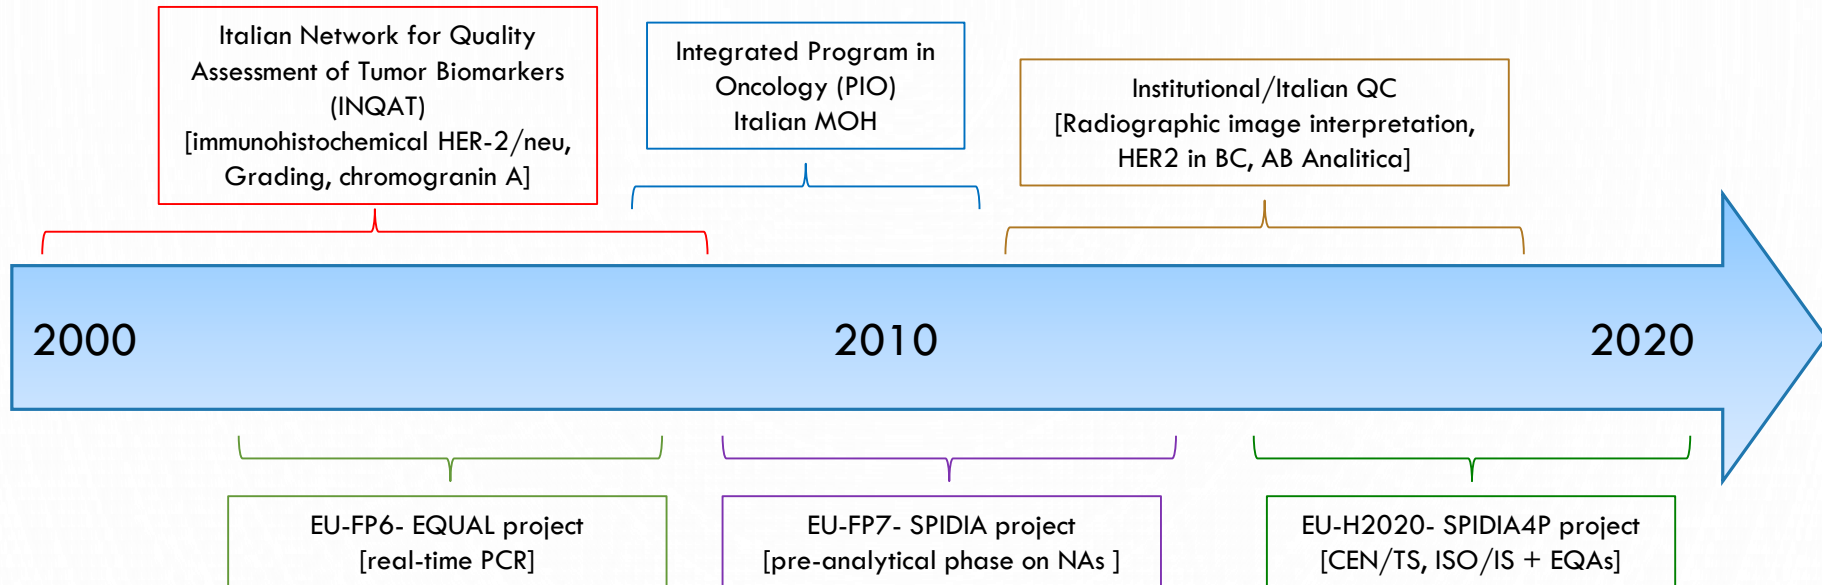 Italian Network for Quality
Assessment of Tumor Biomarkers
(INQAT)
[immunohistochemical HER-2/neu,
Grading, chromogranin A]
Integrated Program in
Oncology (PIO)
Italian MOH
Institutional/Italian QC
[Radiographic image interpretation,
HER2 in BC, AB Analitica]
2000
2010
2020
EU-FP6- EQUAL project
[real-time PCR]
EU-FP7- SPIDIA project
[pre-analytical phase on NAs ]
EU-H2020- SPIDIA4P project
[CEN/TS, ISO/IS + EQAs]